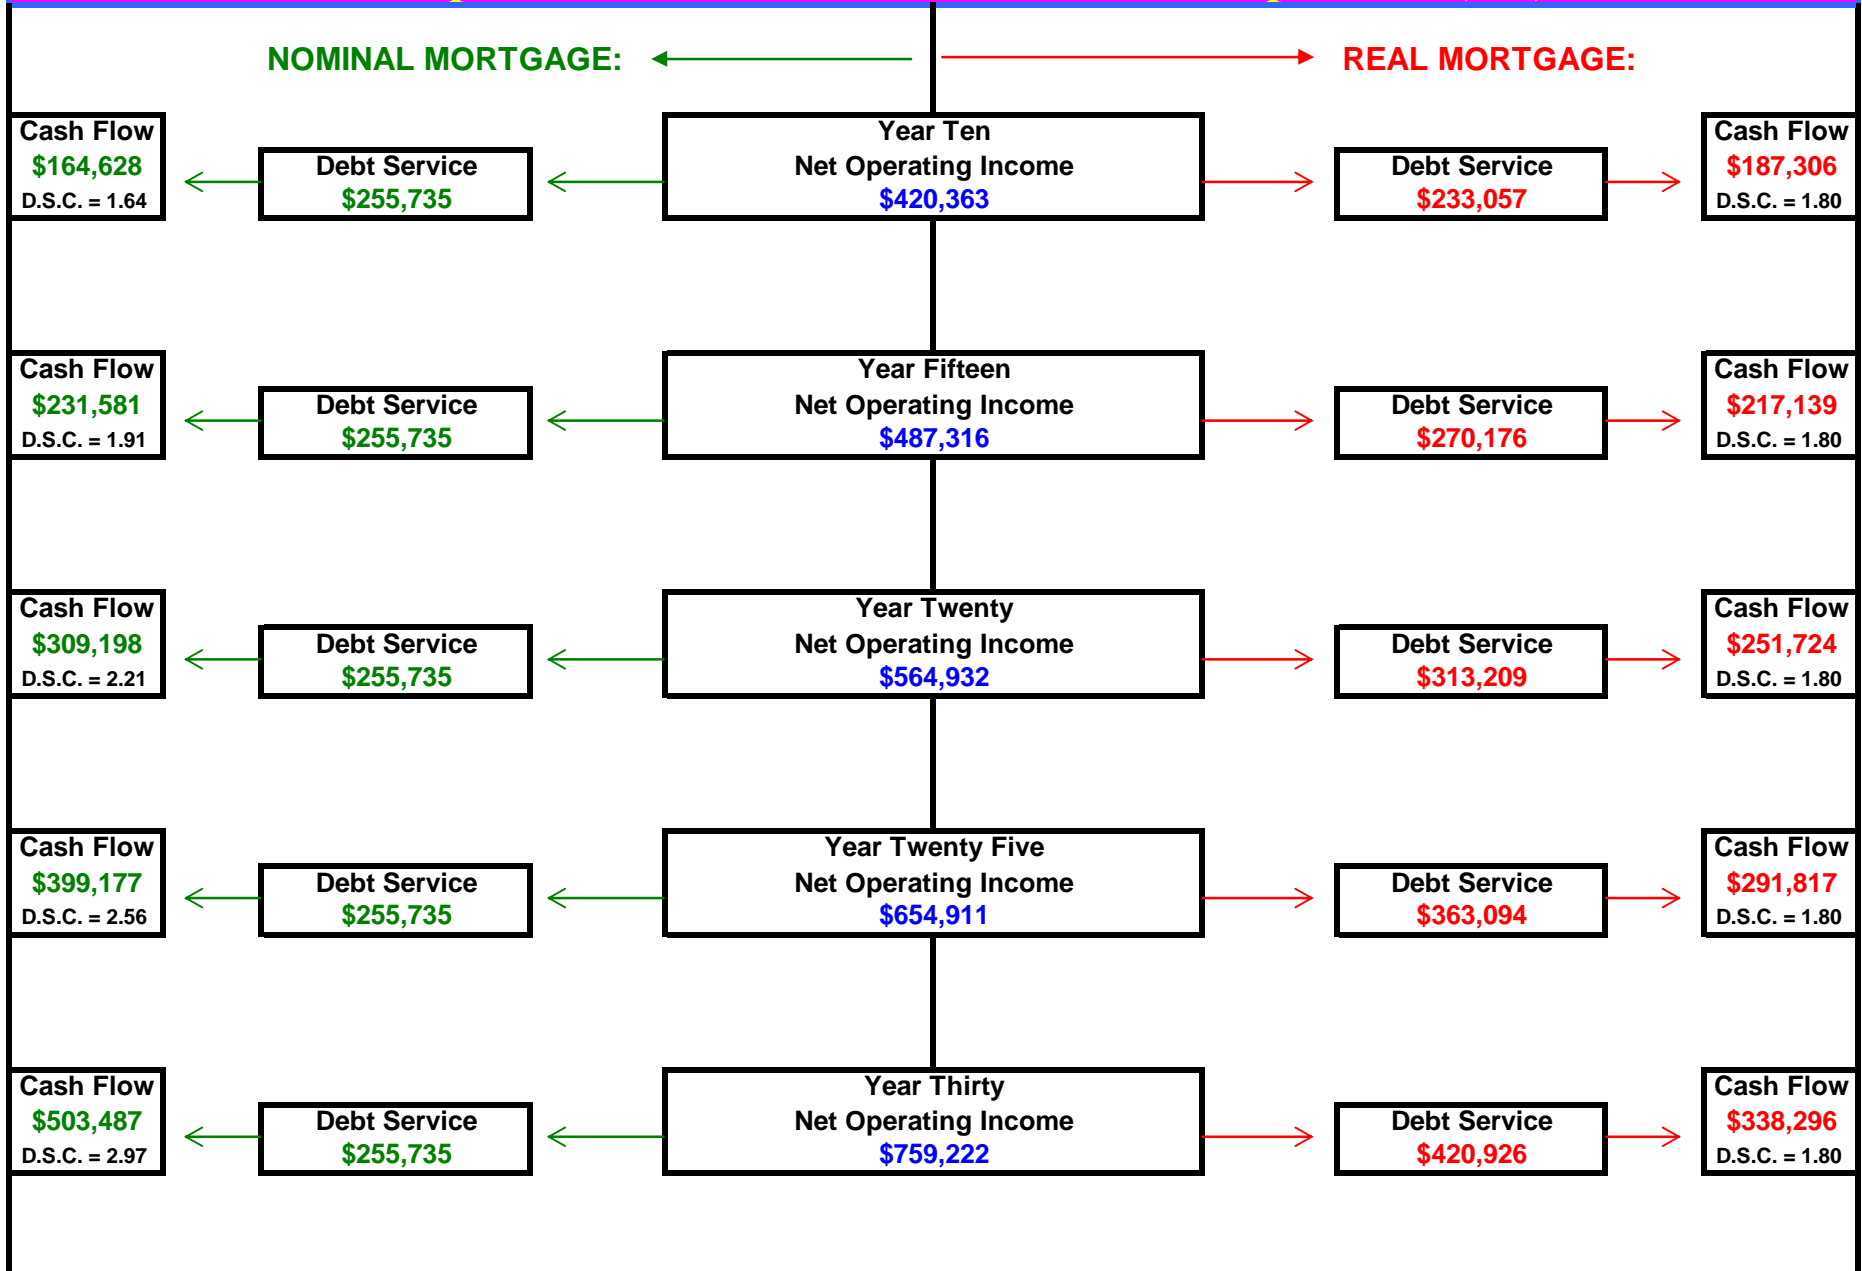 NOMINAL MORTGAGE:
REAL MORTGAGE:
Cash Flow
$164,628
D.S.C. = 1.64
Debt Service
$255,735
Year Ten
Net Operating Income
$420,363
Debt Service
$233,057
Cash Flow
$187,306
D.S.C. = 1.80
Cash Flow
$231,581
D.S.C. = 1.91
Debt Service
$255,735
Year Fifteen
Net Operating Income
$487,316
Debt Service
$270,176
Cash Flow
$217,139
D.S.C. = 1.80
Cash Flow
$309,198
D.S.C. = 2.21
Debt Service
$255,735
Year Twenty
Net Operating Income
$564,932
Debt Service
$313,209
Cash Flow
$251,724
D.S.C. = 1.80
Cash Flow
$399,177
D.S.C. = 2.56
Debt Service
$255,735
Year Twenty Five
Net Operating Income
$654,911
Debt Service
$363,094
Cash Flow
$291,817
D.S.C. = 1.80
Cash Flow
$503,487
D.S.C. = 2.97
Debt Service
$255,735
Year Thirty
Net Operating Income
$759,222
Debt Service
$420,926
Cash Flow
$338,296
D.S.C. = 1.80